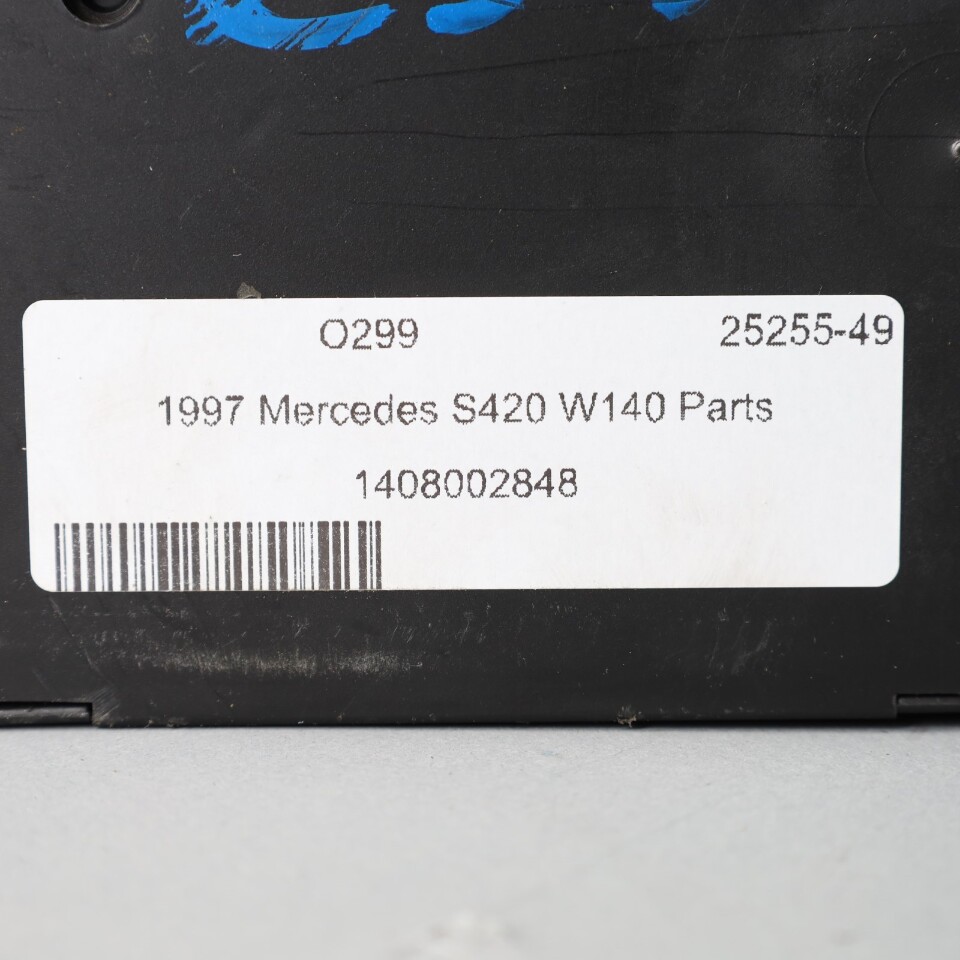 O299 25255-49
1997 Mercedes S420 W140 Parts
1408002848